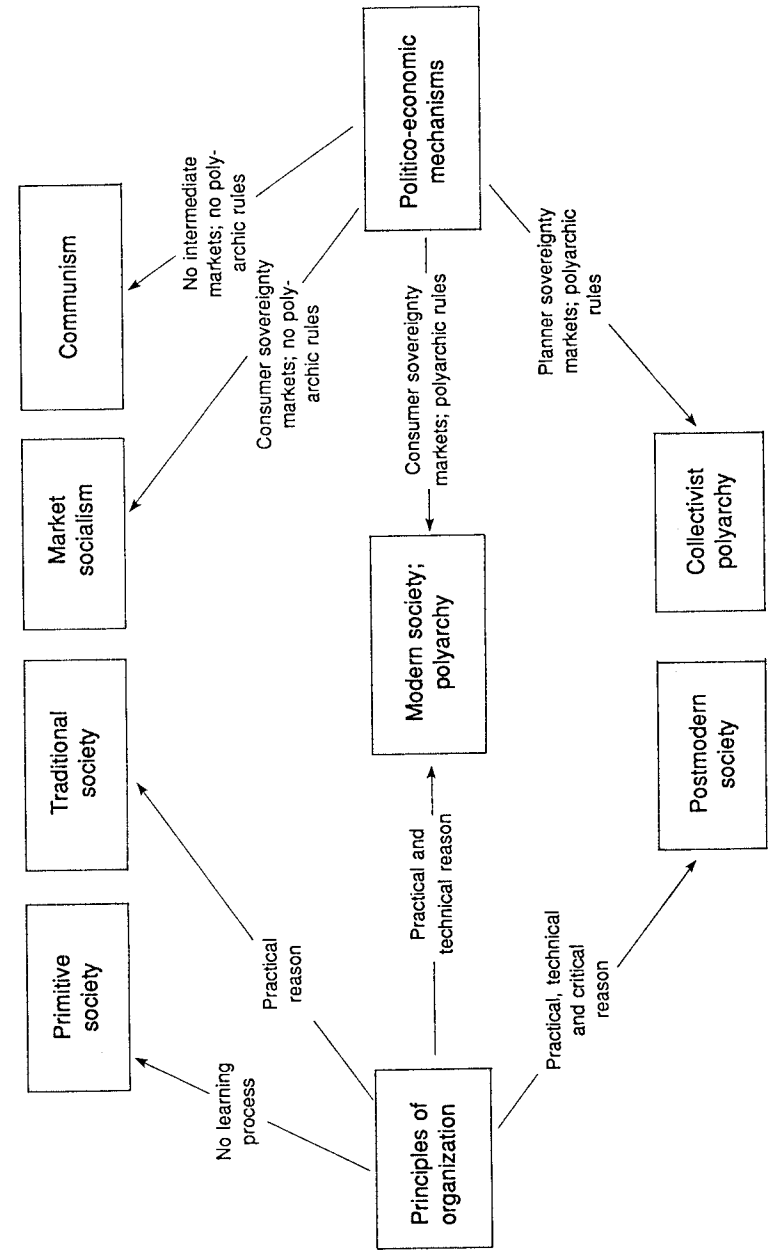 Primitive
society
Traditional
society
Market
socialism
Communism
No learning
process
Practical
reason
Consumer sovereignty
markets; no poly-
archic rules
No intermediate
markets; no poly-
archic rules
Principles of
organization
Practical and
technical reason
Modern society;
polyarchy
Consumer sovereignty
markets; polyarchic rules
Politico-economic
mechanisms
Practical, technical
and critical
reason
Planner sovereignty
markets; polyarchic
rules
Postmodern
society
Collectivist
polyarchy